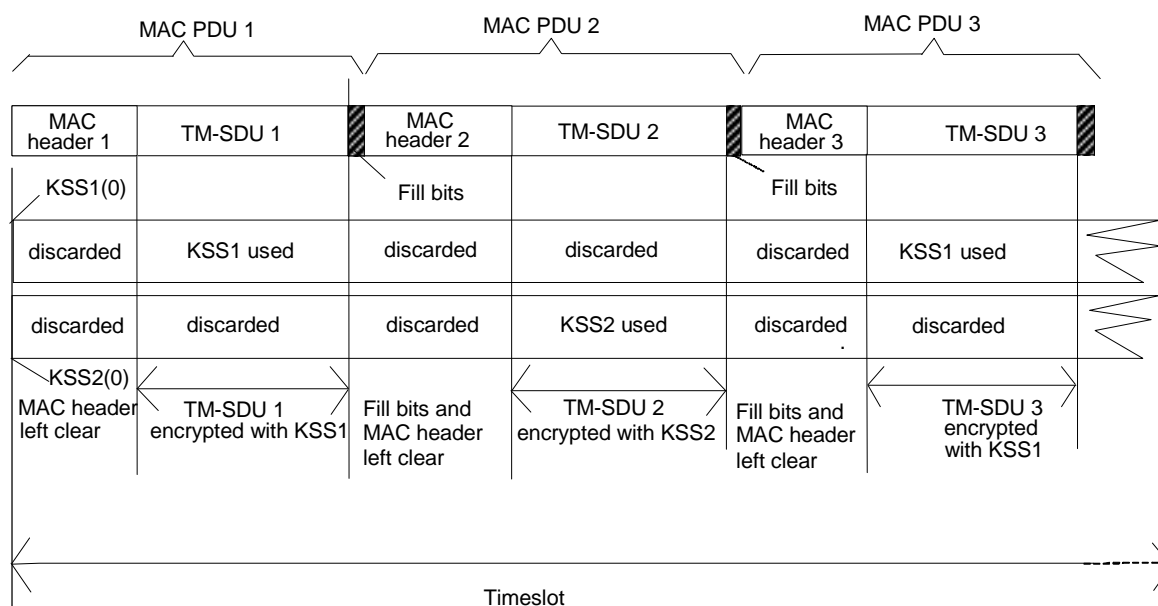 MAC PDU 1
MAC PDU 2
MAC PDU 3
MAC
header 1
TM-SDU 1
MAC
header 2
TM-SDU 2
MAC
header 3
TM-SDU 3
KSS1(0)
Fill bits
Fill bits
discarded
KSS1 used
discarded
discarded
discarded
KSS1 used
discarded
discarded
discarded
KSS2 used
discarded
discarded
KSS2(0)
MAC header
left clear
TM-SDU 1
encrypted with KSS1
Fill bits and
MAC header
left clear
TM-SDU 2
encrypted with KSS2
Fill bits and
MAC header
left clear
TM-SDU 3
encrypted
with KSS1
Timeslot